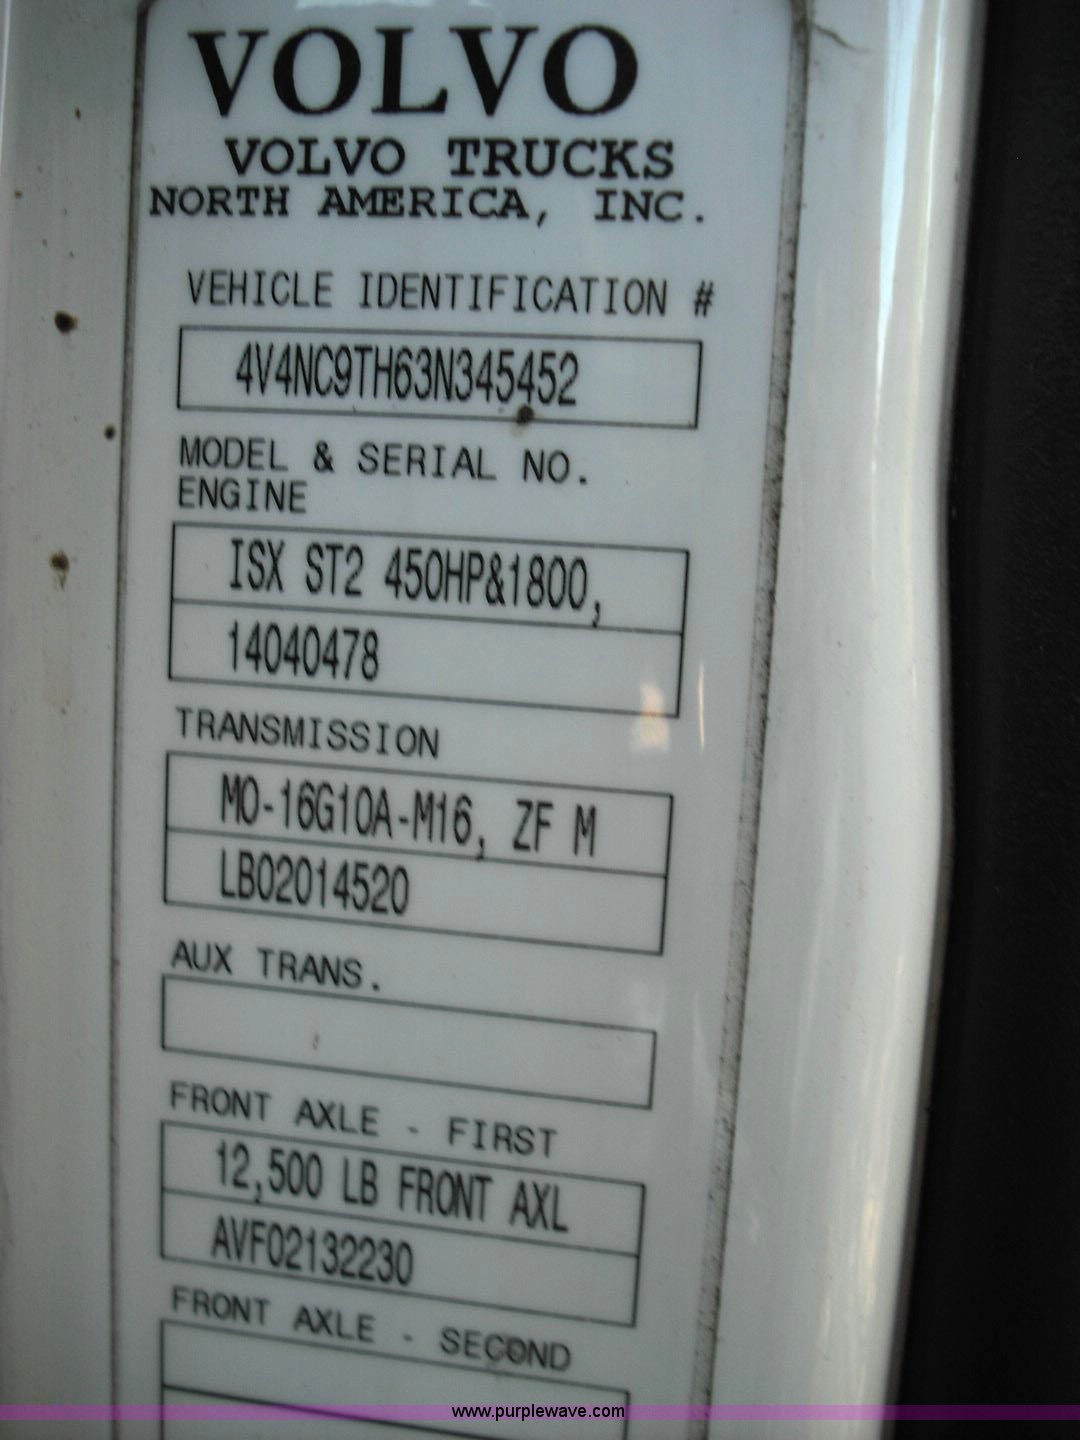 VOLVO
VOLVO TRUCKS
NORTH AMERICA, INC.
VEHICLE IDENTIFICATION #
4V4NC9TH63N345452
MODEL & SERIAL NO.
ENGINE
ISX ST2 450HP&1800,
14040478
TRANSMISSION
MO-16G10A-M16, ZF M
LB02014520
AUX TRANS.
FRONT AXLE - FIRST
12,500 LB FRONT AXL
AVF02132230
FRONT AXLE - SECOND
www.purplewave.com